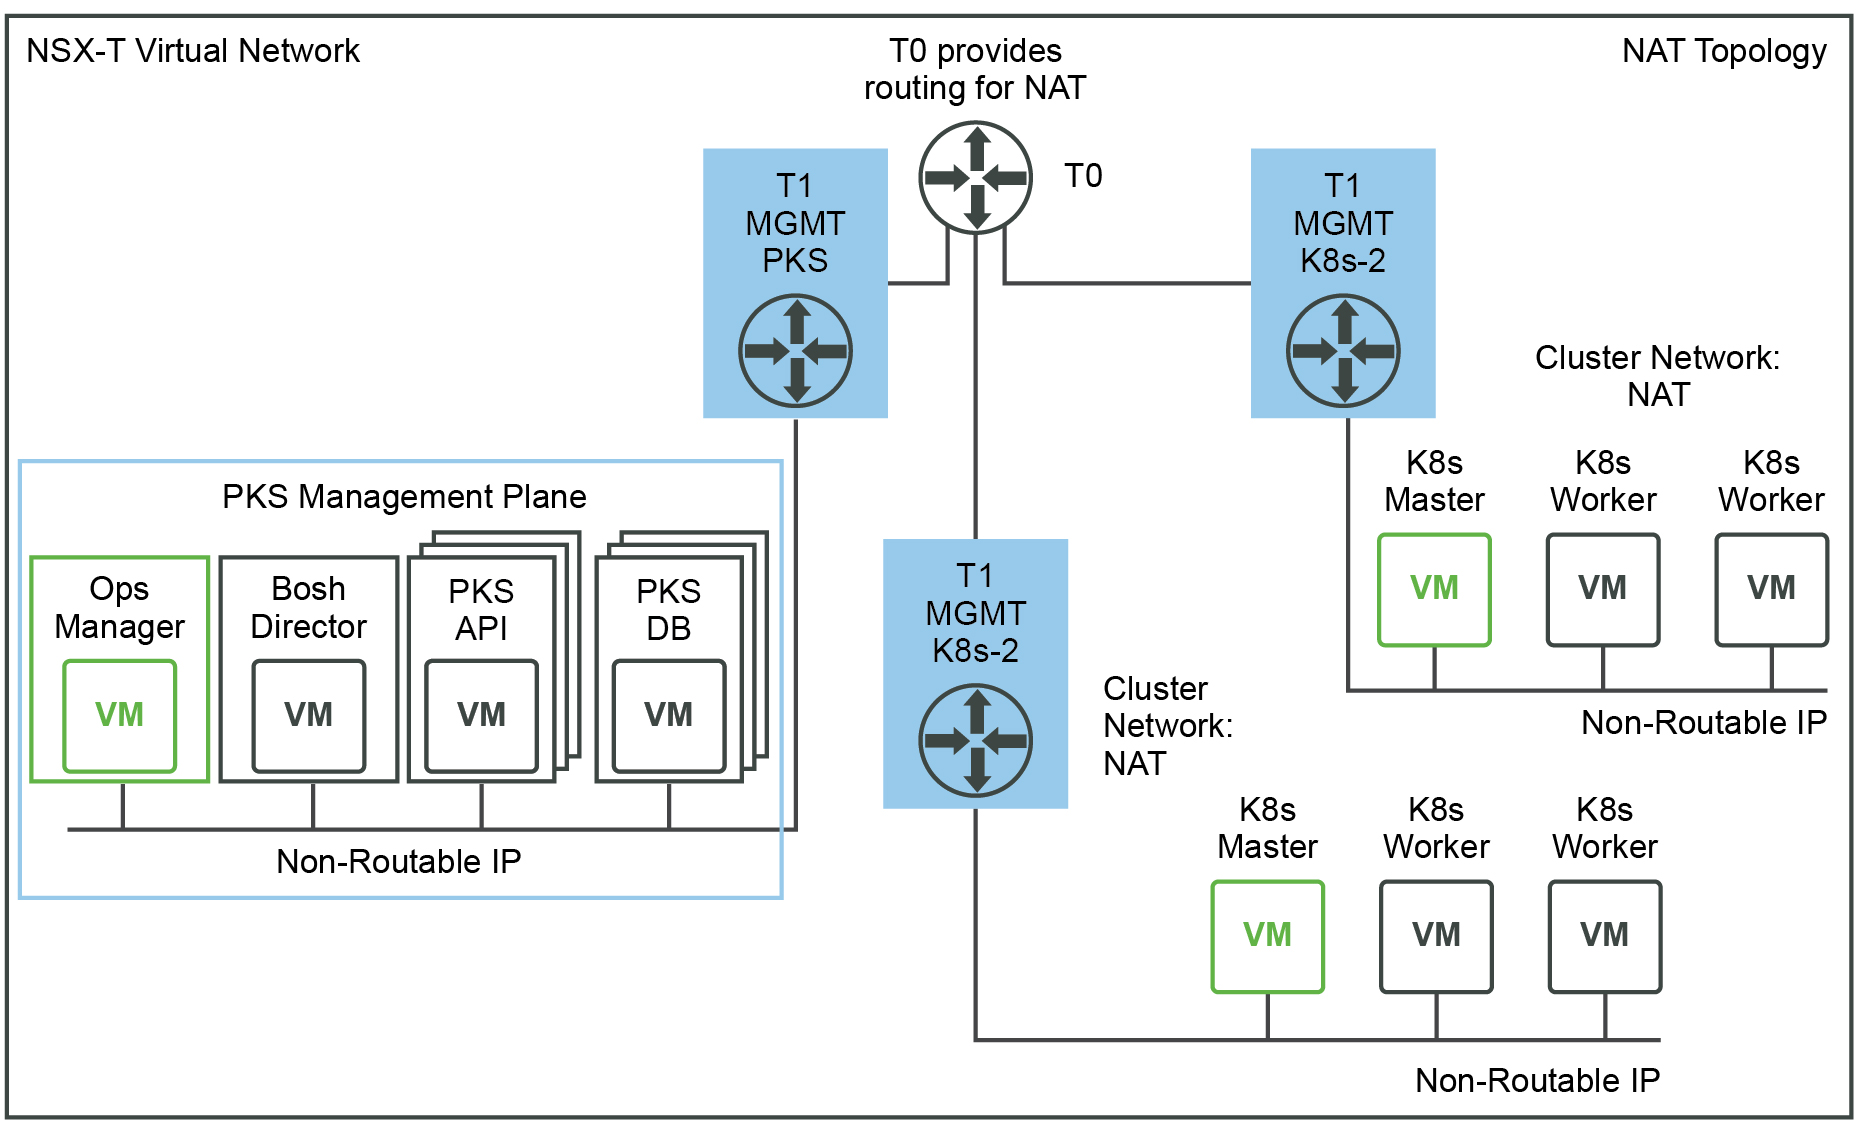 NSX-T Virtual Network
T0 provides
routing for NAT
NAT Topology
T0
T1
MGMT
PKS
T1
MGMT
K8s-2
Cluster Network:
NAT
K8s
Master
K8s
Worker
K8s
Worker
VM
VM
VM
Non-Routable IP
PKS Management Plane
Ops
Manager
VM
Bosh
Director
VM
PKS
API
VM
PKS
DB
VM
Non-Routable IP
T1
MGMT
K8s-2
Cluster
Network:
NAT
K8s
Master
K8s
Worker
K8s
Worker
VM
VM
VM
Non-Routable IP